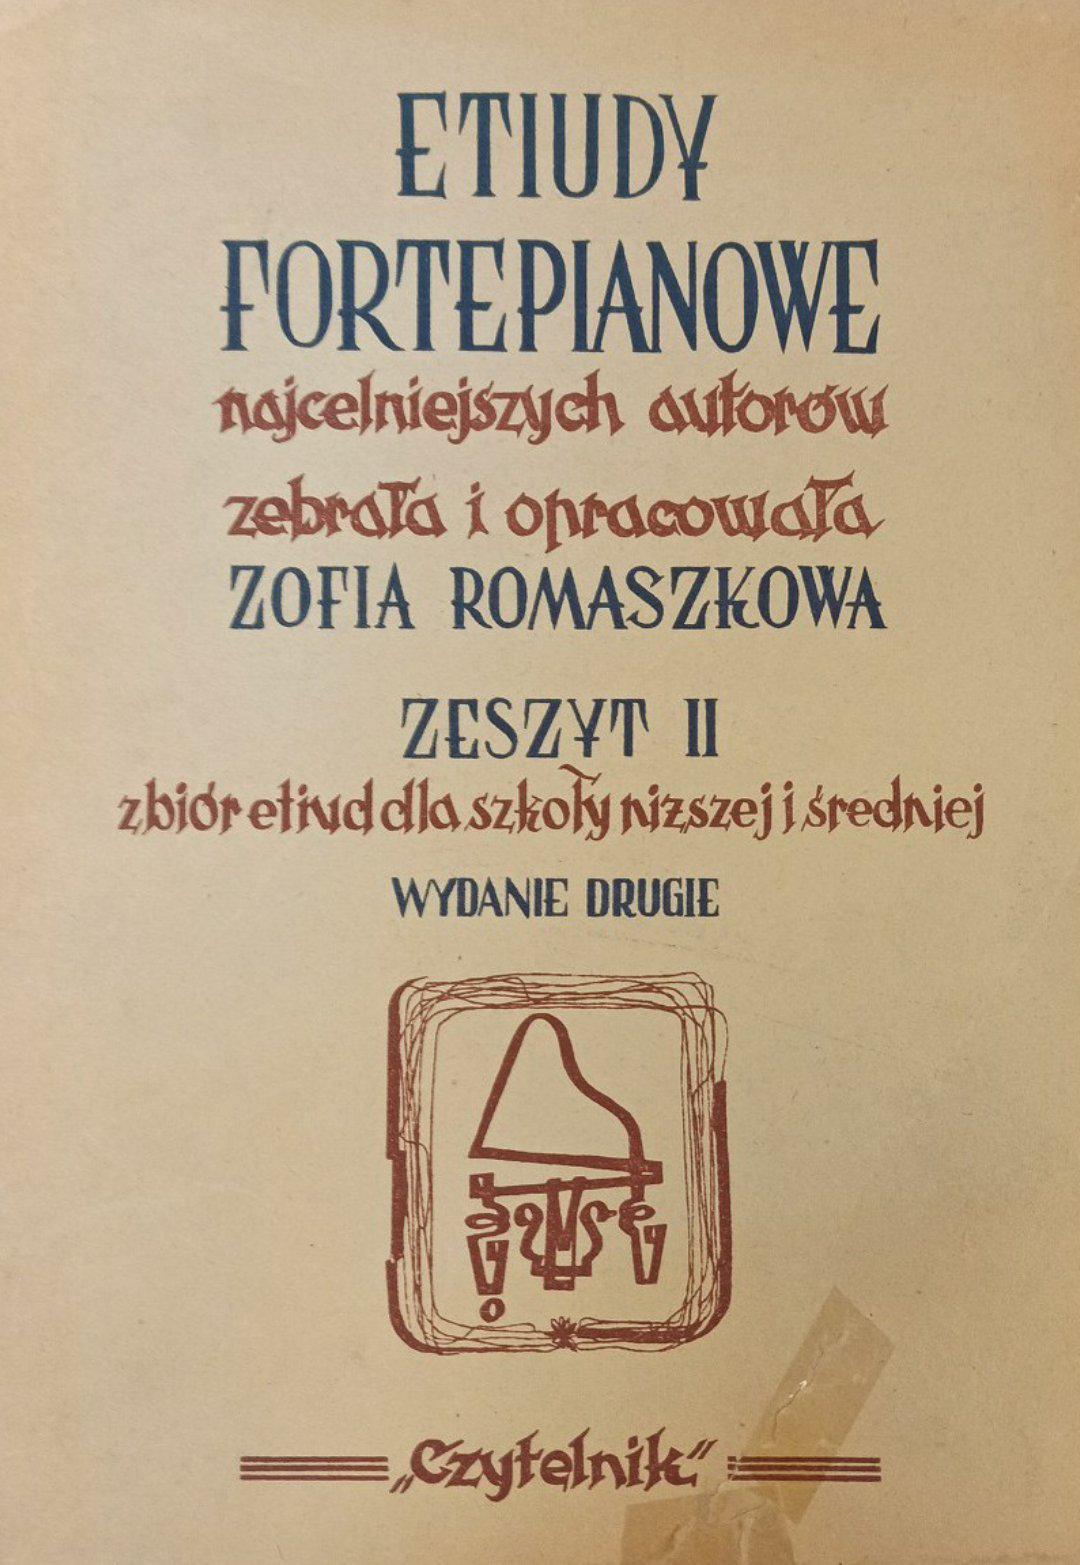 ETIUDY
FORTEPIANOWE
najcelniejszych autorów
zebrała i opracowała
ZOFIA ROMASZKOWA
ZESZYT II
zbiór etiud dla szkoły niższej i średniej
WYDANIE DRUGIE
„Czytelnik”